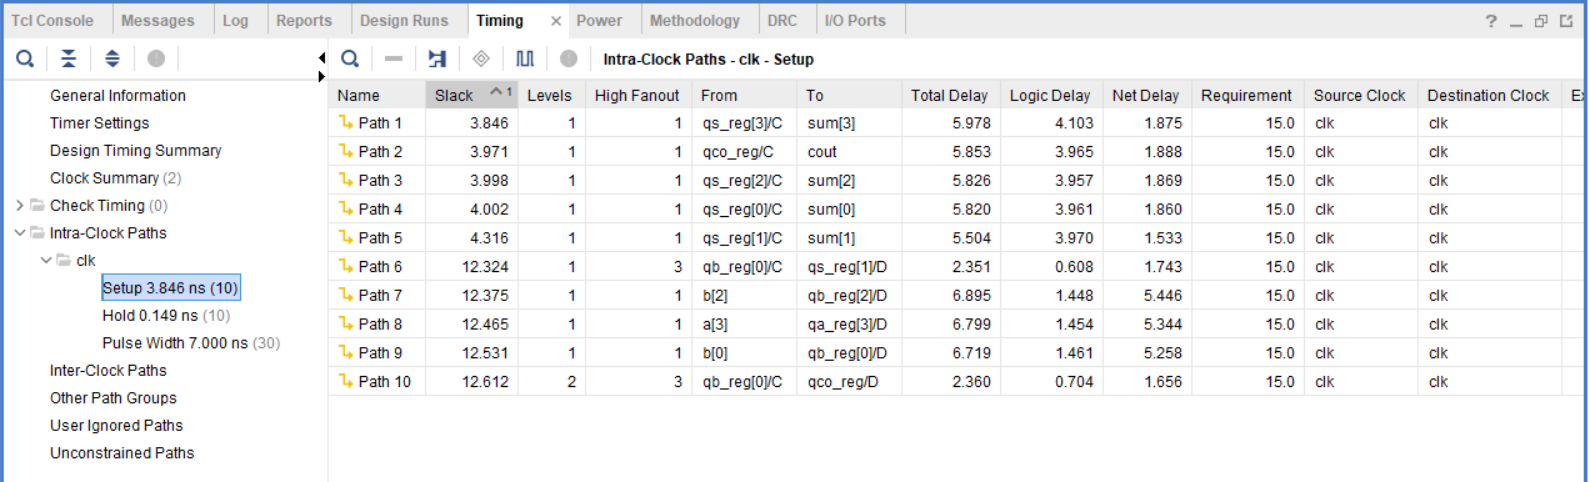 Tcl Console Messages Log Reports Design Runs Timing × Power Methodology DRC I/O Ports ? _
Intra-Clock Paths - clk - Setup
General Information
Timer Settings
Design Timing Summary
Clock Summary (2)
Check Timing (0)
Intra-Clock Paths
clk
Setup 3.846 ns (10)
Hold 0.149 ns (10)
Pulse Width 7.000 ns (30)
Inter-Clock Paths
Other Path Groups
User Ignored Paths
Unconstrained Paths
Name Slack ^1 Levels High Fanout From To Total Delay Logic Delay Net Delay Requirement Source Clock Destination Clock Ex
Path 1 3.846 1 1 qs_reg[3]/C sum[3] 5.978 4.103 1.875 15.0 clk clk
Path 2 3.971 1 1 qco_reg/C cout 5.853 3.965 1.888 15.0 clk clk
Path 3 3.998 1 1 qs_reg[2]/C sum[2] 5.826 3.957 1.869 15.0 clk clk
Path 4 4.002 1 1 qs_reg[0]/C sum[0] 5.820 3.961 1.860 15.0 clk clk
Path 5 4.316 1 1 qs_reg[1]/C sum[1] 5.504 3.970 1.533 15.0 clk clk
Path 6 12.324 1 3 qb_reg[0]/C qs_reg[1]/D 2.351 0.608 1.743 15.0 clk clk
Path 7 12.375 1 1 b[2] qb_reg[2]/D 6.895 1.448 5.446 15.0 clk clk
Path 8 12.465 1 1 a[3] qa_reg[3]/D 6.799 1.454 5.344 15.0 clk clk
Path 9 12.531 1 1 b[0] qb_reg[0]/D 6.719 1.461 5.258 15.0 clk clk
Path 10 12.612 2 3 qb_reg[0]/C qco_reg/D 2.360 0.704 1.656 15.0 clk clk